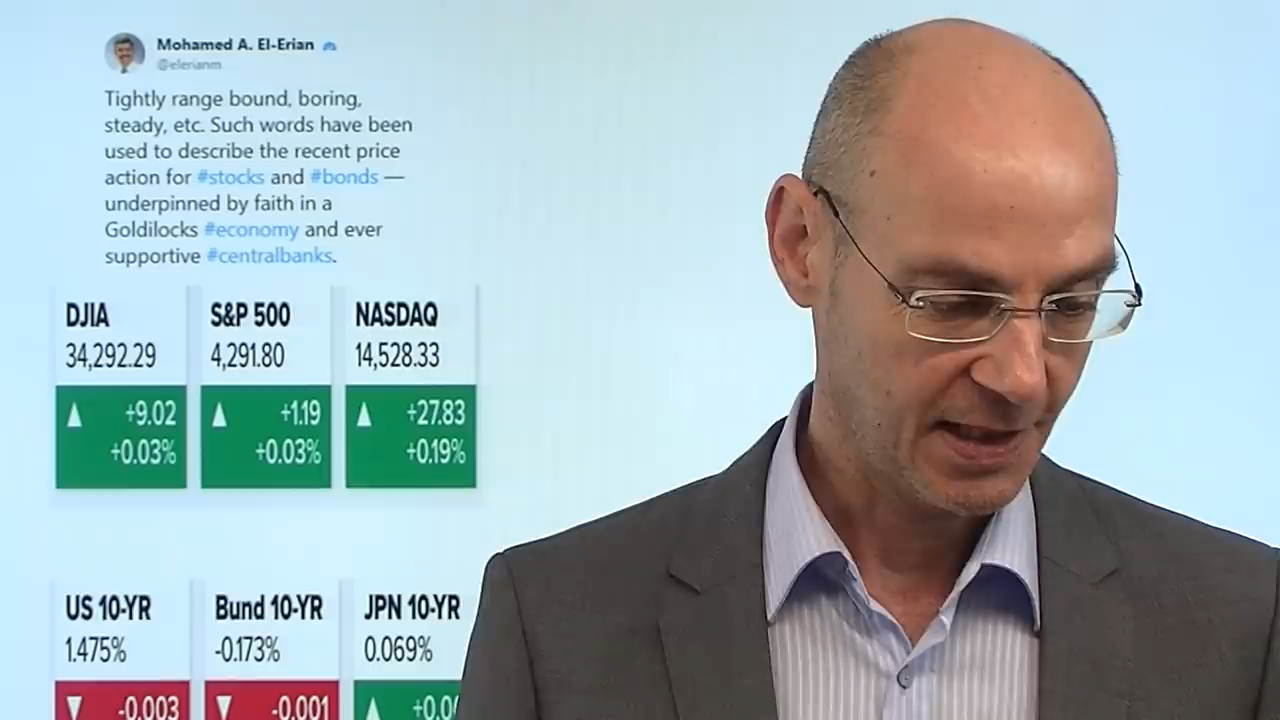 Mohamed A. El-Erian
@elerianm
Tightly range bound, boring,
steady, etc. Such words have been
used to describe the recent price
action for #stocks and #bonds —
underpinned by faith in a
Goldilocks #economy and ever
supportive #centralbanks.
DJIA S&P 500 NASDAQ
34,292.29 4,291.80 14,528.33
▲ +9.02 ▲ +1.19 ▲ +27.83
+0.03% +0.03% +0.19%
US 10-YR Bund 10-YR JPN 10-YR
1.475% -0.173% 0.069%
▼ -0.003 ▼ -0.001 ▲